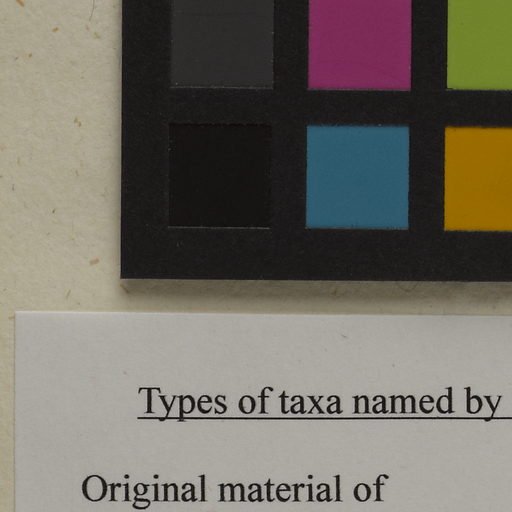 Types of taxa named by
Original material of